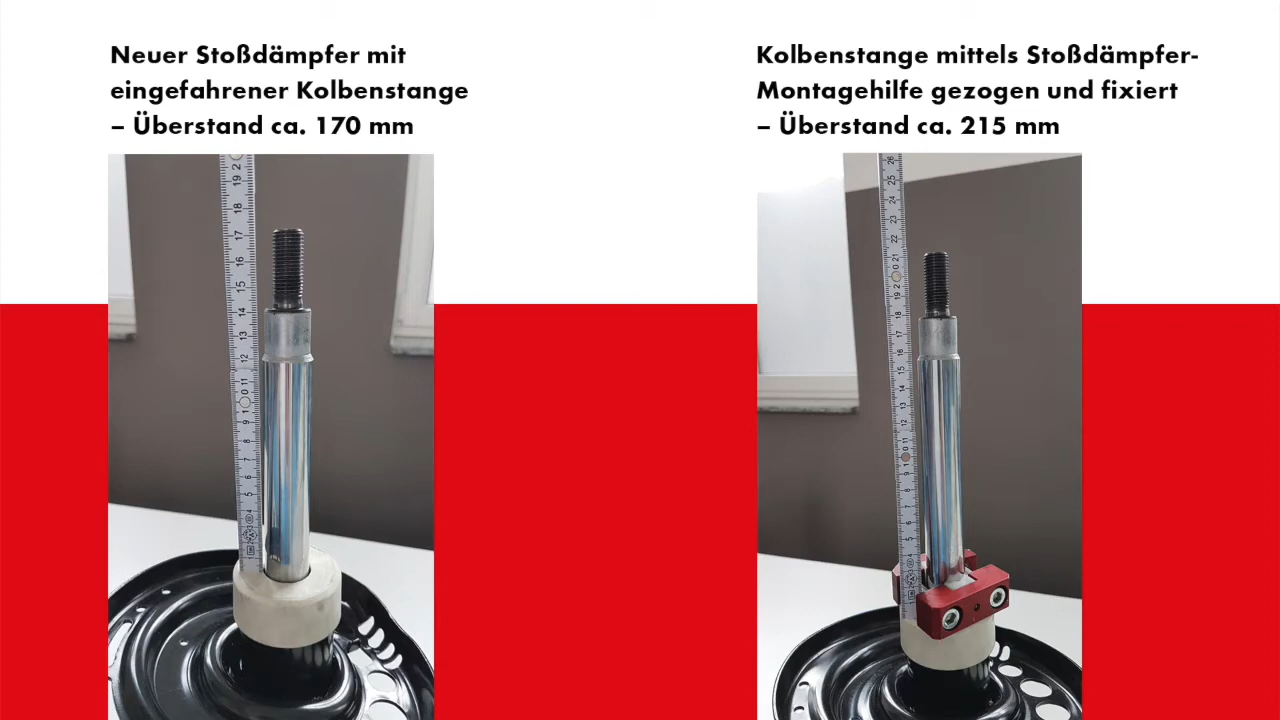 Neuer Stoßdämpfer mit
eingefahrener Kolbenstange
– Überstand ca. 170 mm
Kolbenstange mittels Stoßdämpfer-
Montagehilfe gezogen und fixiert
– Überstand ca. 215 mm